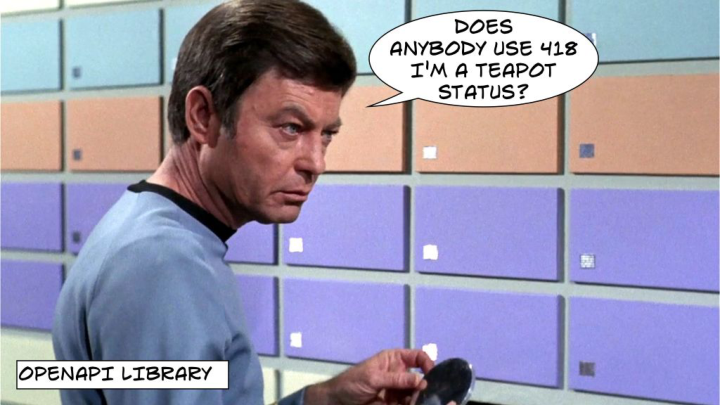 DOES
ANYBODY USE 418
I'M A TEAPOT
STATUS?
OPENAPI LIBRARY